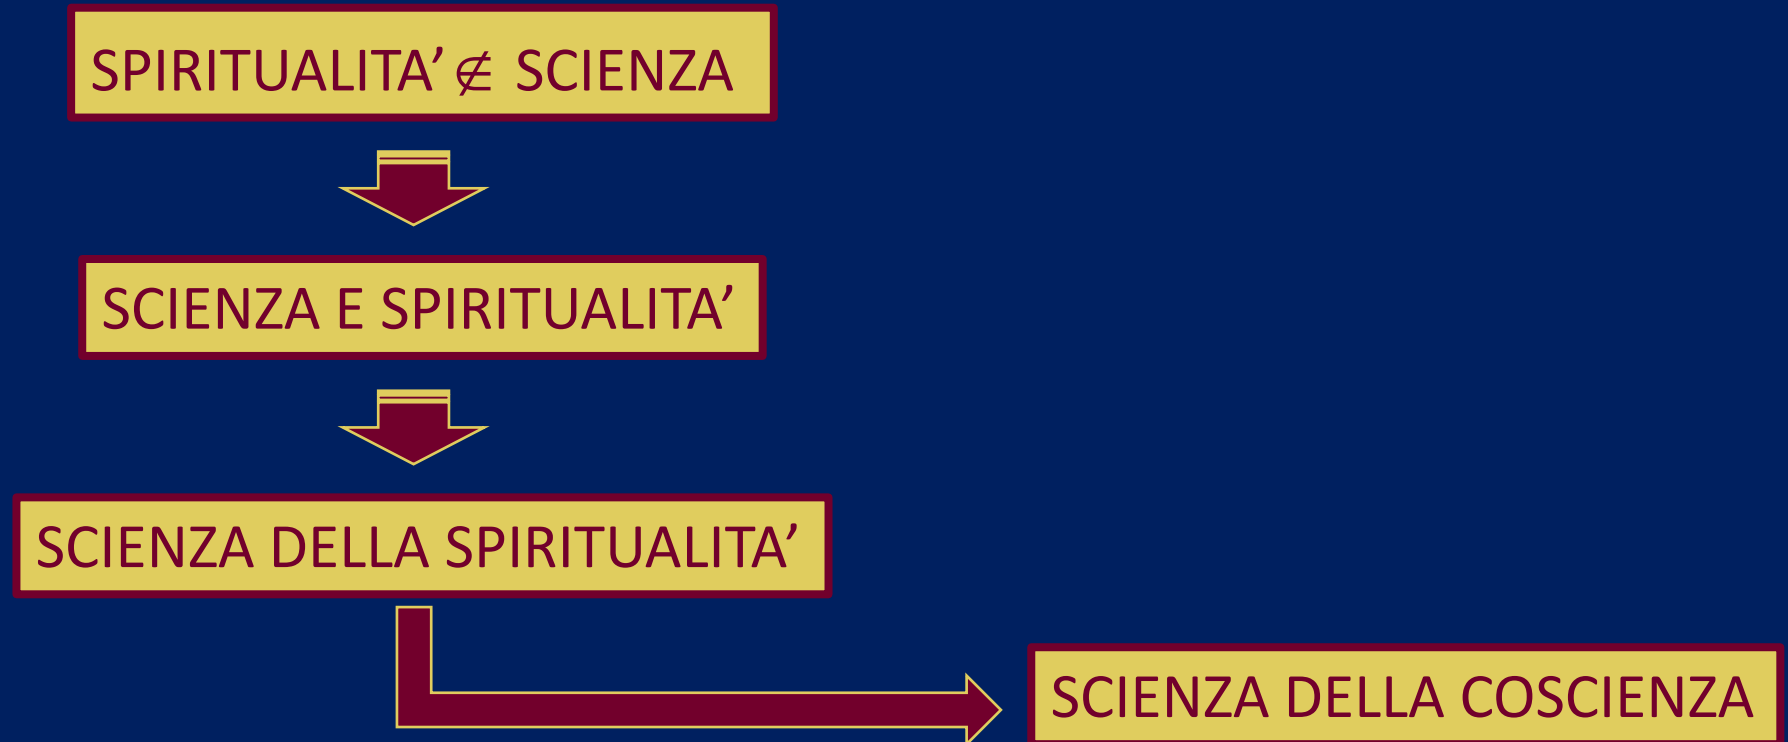 SPIRITUALITA’ ∉ SCIENZA
SCIENZA E SPIRITUALITA’
SCIENZA DELLA SPIRITUALITA’
SCIENZA DELLA COSCIENZA